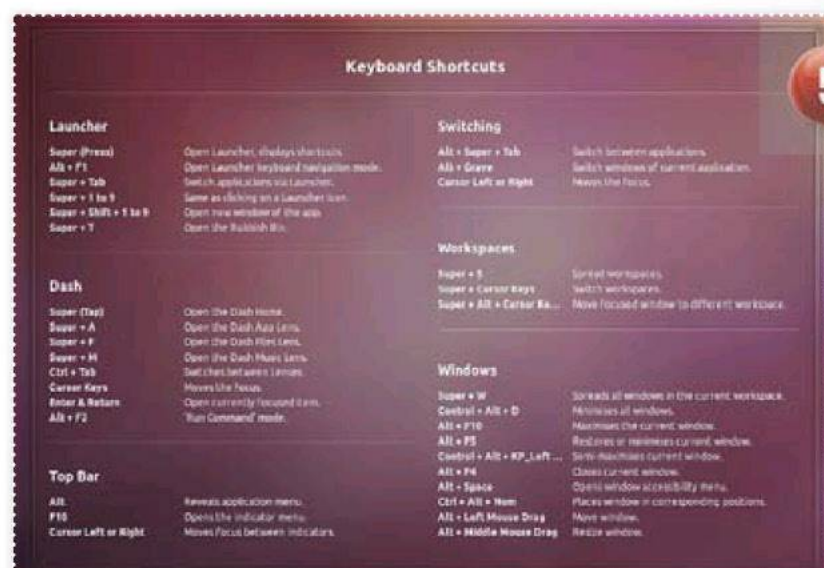 Keyboard Shortcuts
5
Launcher
Super (Press) Open Launcher, displays shortcuts.
Alt + F1 Open Launcher keyboard navigation mode.
Super + Tab Switch applications via Launcher.
Super + 1 to 9 Same as clicking on a Launcher icon.
Super + Shift + 1 to 9 Open new window of the app.
Super + T Open the Rubbish Bin.
Dash
Super (Tap) Open the Dash Home.
Super + A Open the Dash App Lens.
Super + F Open the Dash Files Lens.
Super + M Open the Dash Music Lens.
Ctrl + Tab Switches between Lenses.
Cursor Keys Moves the focus.
Enter & Return Open currently focused item.
Alt + F2 'Run Command' mode.
Top Bar
Alt Reveals application menu.
F10 Opens the indicator menu.
Cursor Left or Right Moves focus between indicators.
Switching
Alt + Super + Tab Switch between applications.
Alt + Grave Switch windows of current application.
Cursor Left or Right Moves the focus.
Workspaces
Super + S Spread workspaces.
Super + Cursor Keys Switch workspaces.
Super + Alt + Cursor Ke... Move focused window to different workspace.
Windows
Super + W Spreads all windows in the current workspace.
Control + Alt + D Minimises all windows.
Alt + F10 Maximises the current window.
Alt + F5 Restores or minimises current window.
Control + Alt + KP_Left ... Semi-maximises current window.
Alt + F4 Closes current window.
Alt + Space Opens window accessibility menu.
Ctrl + Alt + Num Places window in corresponding positions.
Alt + Left Mouse Drag Move window.
Alt + Middle Mouse Drag Resize window.